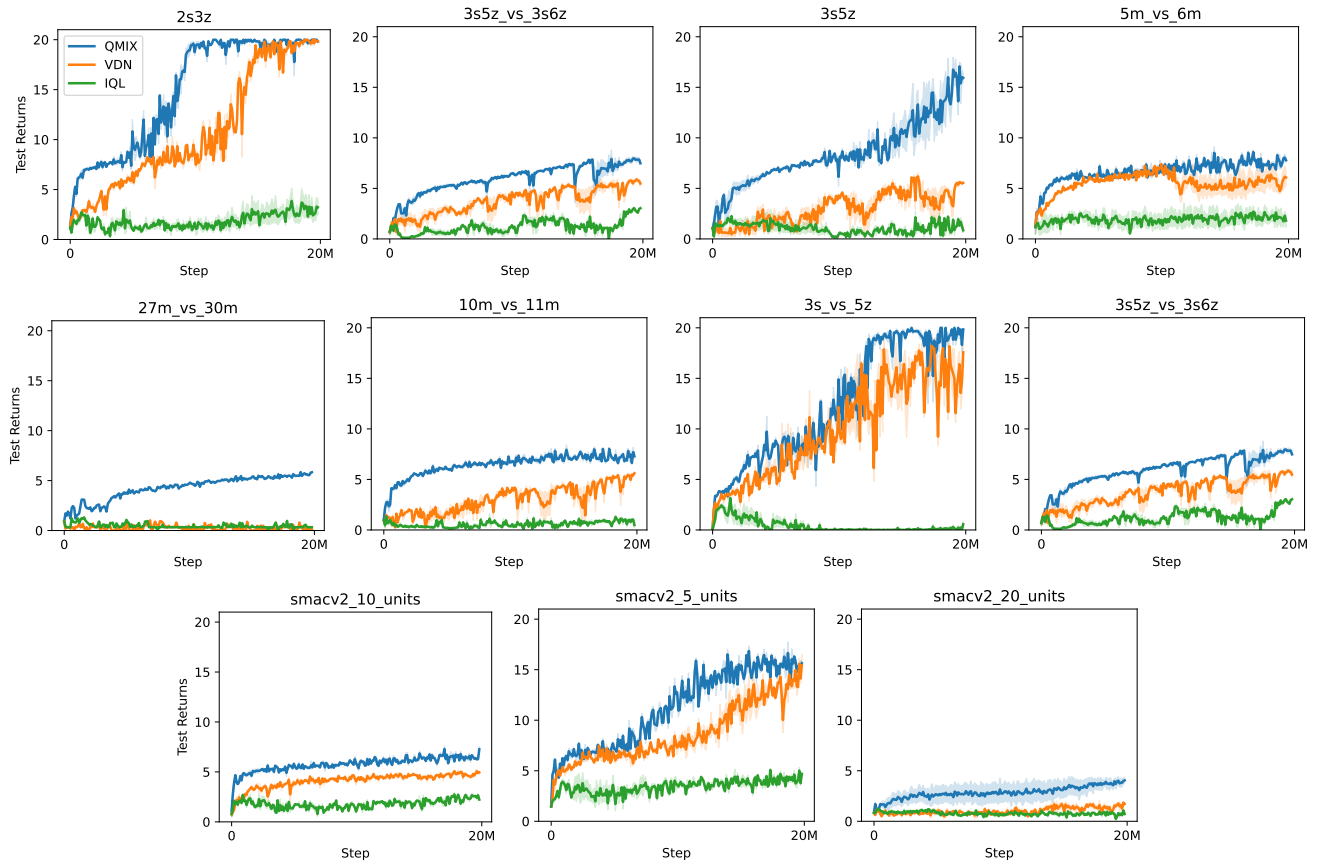 2s3z
3s5z_vs_3s6z
3s5z
5m_vs_6m
20
15
10
5
0
Test Returns
QMIX
VDN
IQL
0
20M
Step
20
15
10
5
0
0
20M
Step
20
15
10
5
0
0
20M
Step
20
15
10
5
0
0
20M
Step
27m_vs_30m
10m_vs_11m
3s_vs_5z
3s5z_vs_3s6z
20
15
10
5
0
Test Returns
0
20M
Step
20
15
10
5
0
0
20M
Step
20
15
10
5
0
0
20M
Step
20
15
10
5
0
0
20M
Step
smacv2_10_units
smacv2_5_units
smacv2_20_units
20
15
10
5
0
Test Returns
0
20M
Step
20
15
10
5
0
0
20M
Step
20
15
10
5
0
0
20M
Step